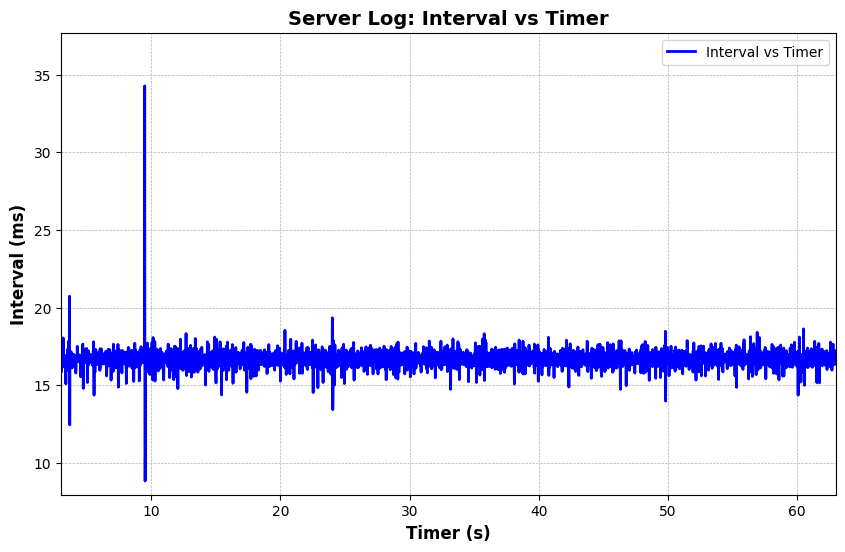 Server Log: Interval vs Timer
Interval vs Timer
35
30
25
20
15
10
Interval (ms)
10 20 30 40 50 60
Timer (s)